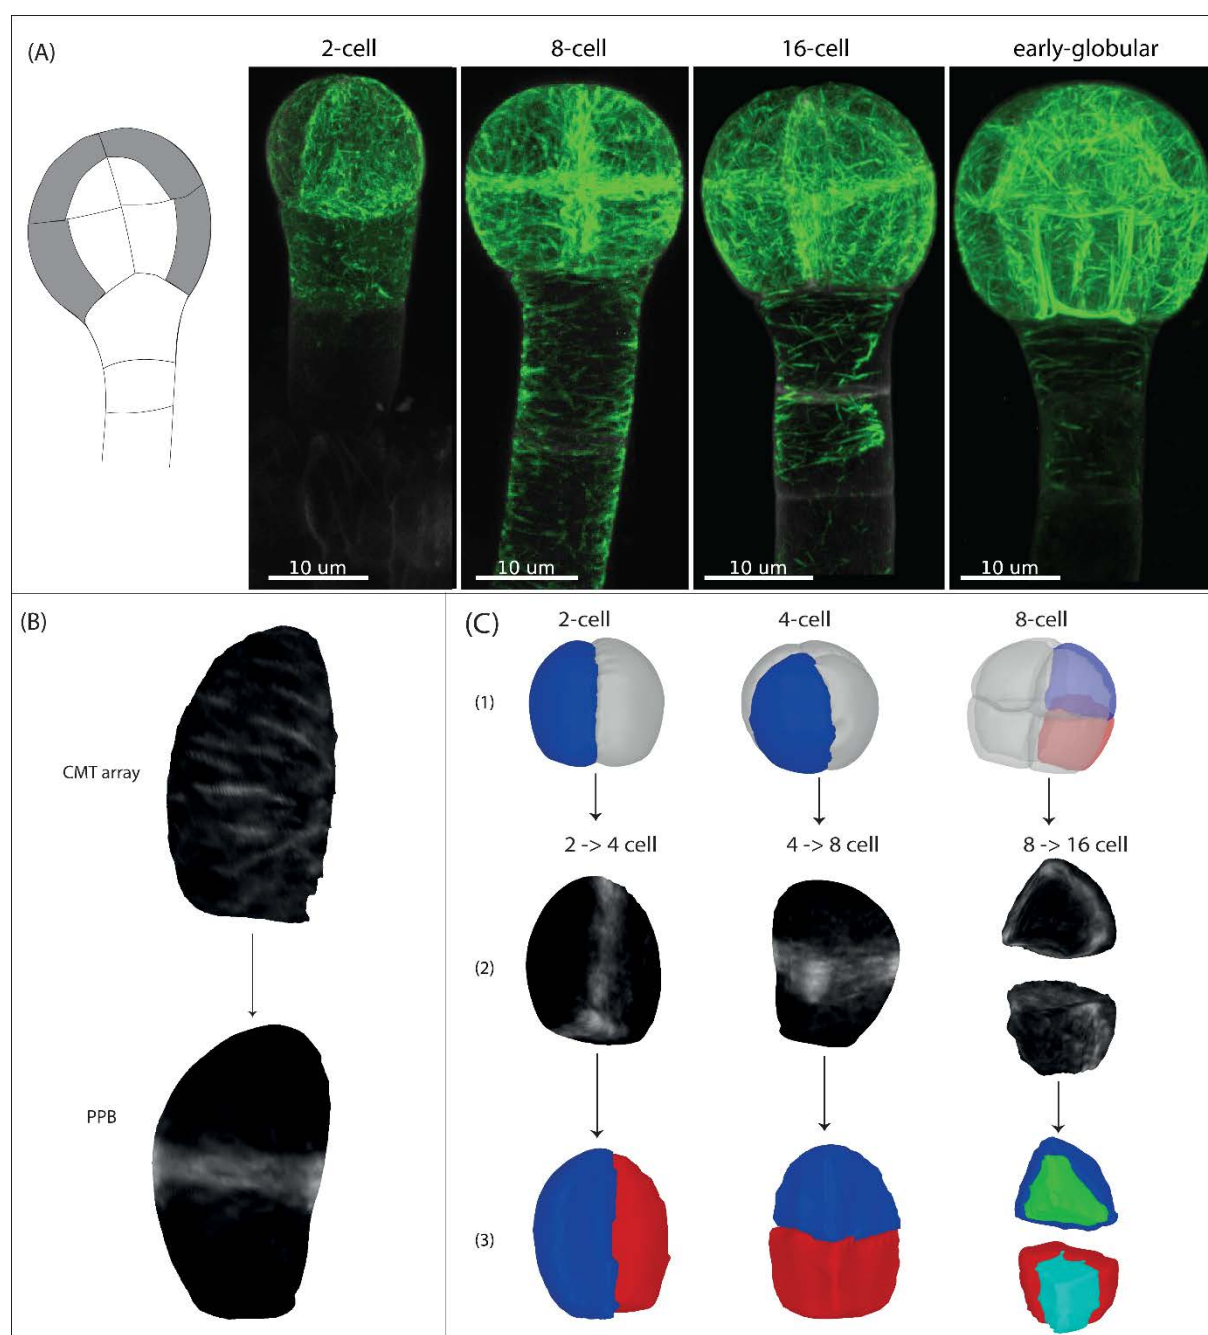 (A)
2-cell
8-cell
16-cell
early-globular
10 um
10 um
10 um
10 um
(B)
CMT array
PPB
(C)
2-cell
4-cell
8-cell
(1)
2 -> 4 cell
4 -> 8 cell
8 -> 16 cell
(2)
(3)